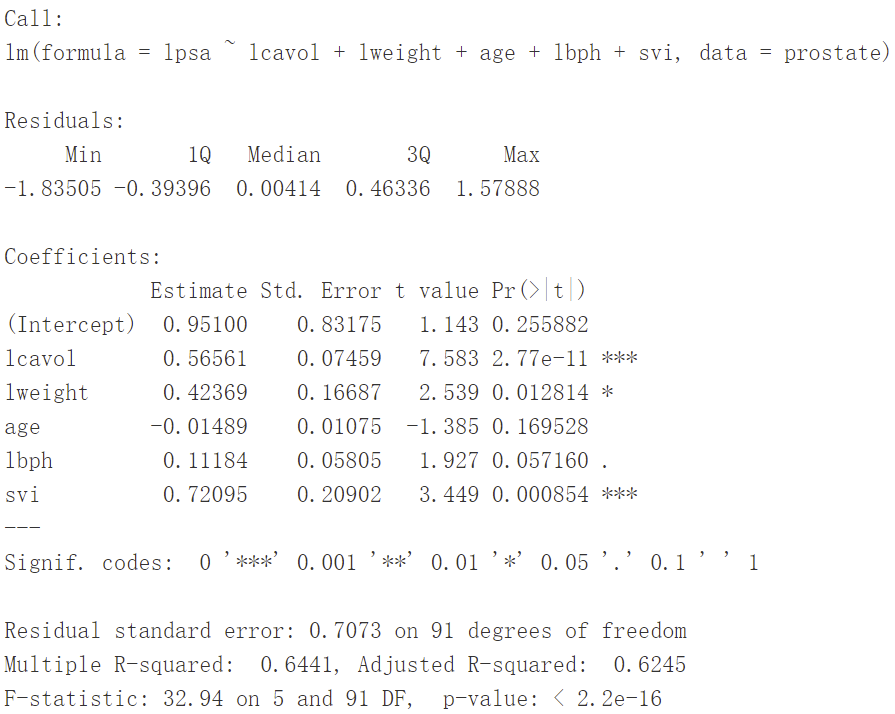 Call:
lm(formula = lpsa ~ lcavol + lweight + age + lbph + svi, data = prostate)
Residuals:
     Min       1Q   Median       3Q      Max
-1.83505 -0.39396  0.00414  0.46336  1.57888
Coefficients:
            Estimate Std. Error t value Pr(>|t|)
(Intercept)  0.95100    0.83175   1.143 0.255882
lcavol       0.56561    0.07459   7.583 2.77e-11 ***
lweight      0.42369    0.16687   2.539 0.012814 *
age         -0.01489    0.01075  -1.385 0.169528
lbph         0.11184    0.05805   1.927 0.057160 .
svi          0.72095    0.20902   3.449 0.000854 ***
---
Signif. codes:  0 '***' 0.001 '**' 0.01 '*' 0.05 '.' 0.1 ' ' 1
Residual standard error: 0.7073 on 91 degrees of freedom
Multiple R-squared:  0.6441, Adjusted R-squared:  0.6245
F-statistic: 32.94 on 5 and 91 DF,  p-value: < 2.2e-16